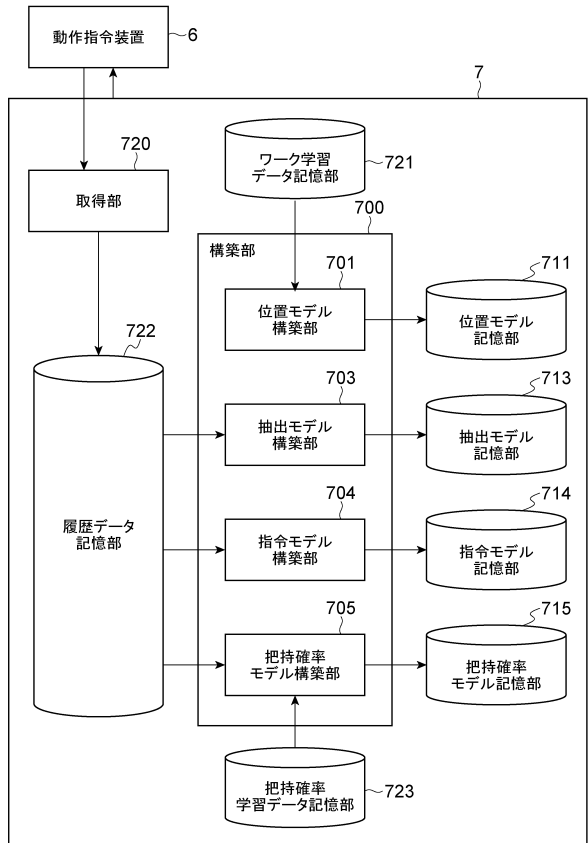 動作指令装置
6
7
720
取得部
ワーク学習
データ記憶部
721
700
構築部
701
位置モデル
構築部
711
位置モデル
記憶部
722
履歴データ
記憶部
703
抽出モデル
構築部
713
抽出モデル
記憶部
704
指令モデル
構築部
714
指令モデル
記憶部
705
把持確率
モデル構築部
715
把持確率
モデル記憶部
把持確率
学習データ記憶部
723